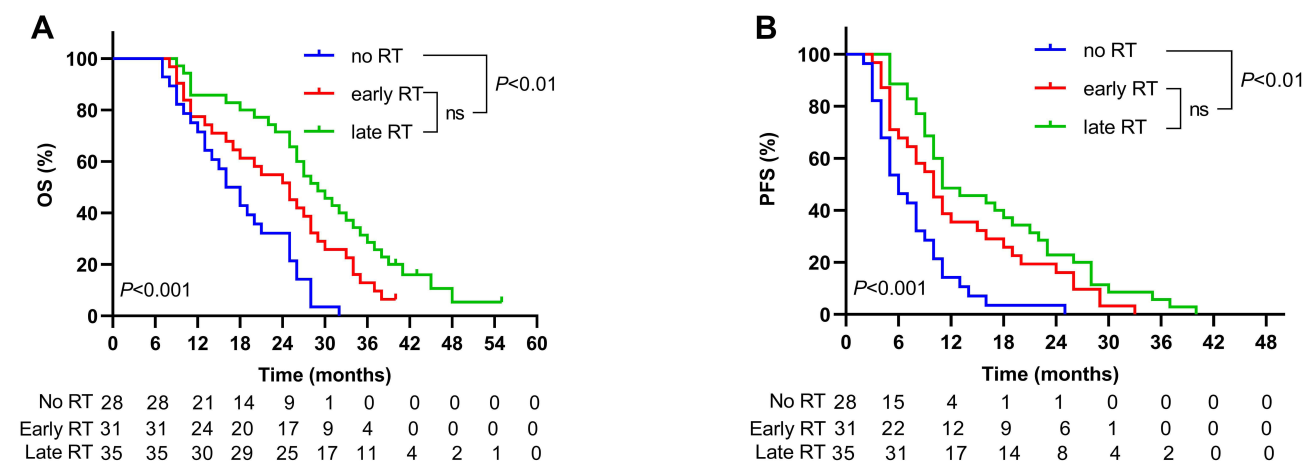 A
OS (%)
100
80
60
40
20
0
no RT
early RT
late RT
ns
P<0.01
P<0.001
0 6 12 18 24 30 36 42 48 54 60
Time (months)
No RT 28 28 21 14 9 1 0 0 0 0 0
Early RT 31 31 24 20 17 9 4 0 0 0 0
Late RT 35 35 30 29 25 17 11 4 2 1 0
B
PFS (%)
100
80
60
40
20
0
no RT
early RT
late RT
ns
P<0.01
P<0.001
0 6 12 18 24 30 36 42 48
Time (months)
No RT 28 15 4 1 1 0 0 0 0
Early RT 31 22 12 9 6 1 0 0 0
Late RT 35 31 17 14 8 4 2 0 0